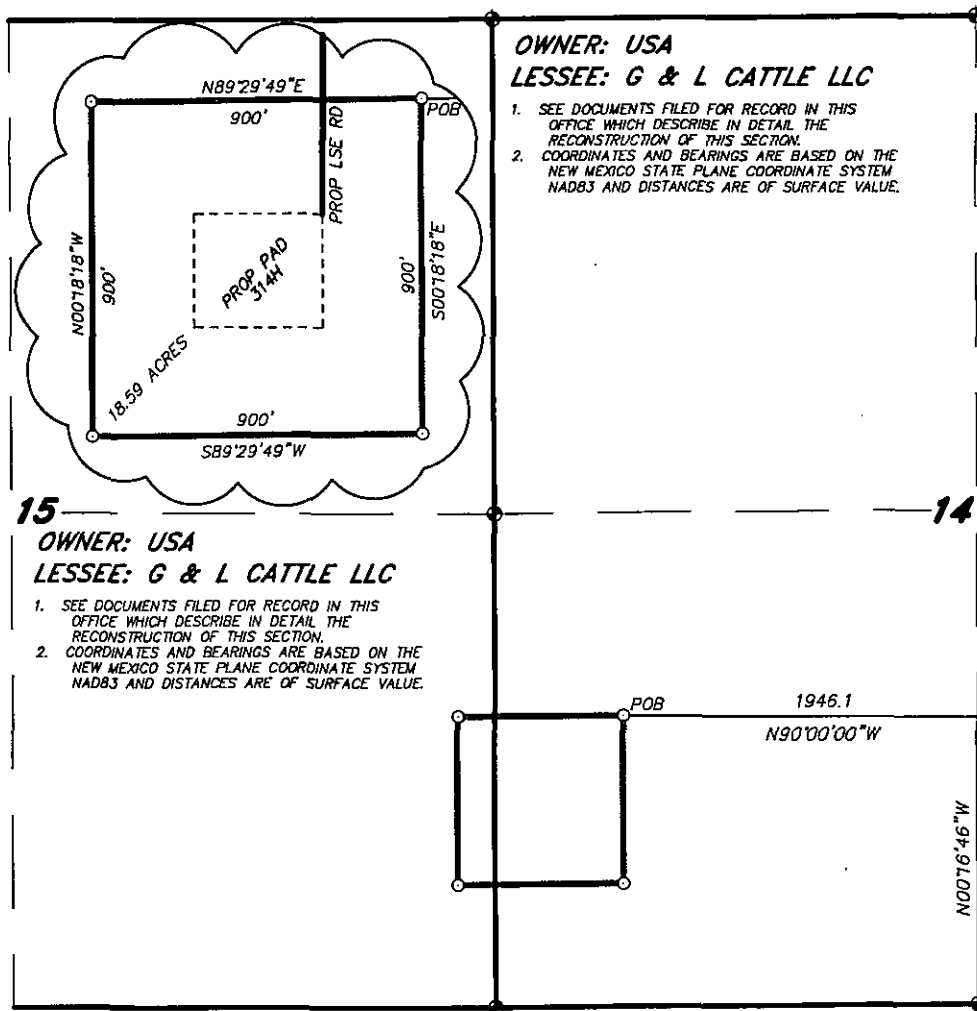 N89°29'49"E
900'
POB
PROP LSE RD
N00°18'18"W
900'
PROP PAD
314H
900'
S00°18'18"E
18.59 ACRES
900'
S89°29'49"W
OWNER: USA
LESSEE: G & L CATTLE LLC
1. SEE DOCUMENTS FILED FOR RECORD IN THIS
OFFICE WHICH DESCRIBE IN DETAIL THE
RECONSTRUCTION OF THIS SECTION.
2. COORDINATES AND BEARINGS ARE BASED ON THE
NEW MEXICO STATE PLANE COORDINATE SYSTEM
NAD83 AND DISTANCES ARE OF SURFACE VALUE.
15
14
OWNER: USA
LESSEE: G & L CATTLE LLC
1. SEE DOCUMENTS FILED FOR RECORD IN THIS
OFFICE WHICH DESCRIBE IN DETAIL THE
RECONSTRUCTION OF THIS SECTION.
2. COORDINATES AND BEARINGS ARE BASED ON THE
NEW MEXICO STATE PLANE COORDINATE SYSTEM
NAD83 AND DISTANCES ARE OF SURFACE VALUE.
POB
1946.1
N90°00'00"W
N00°16'46"W